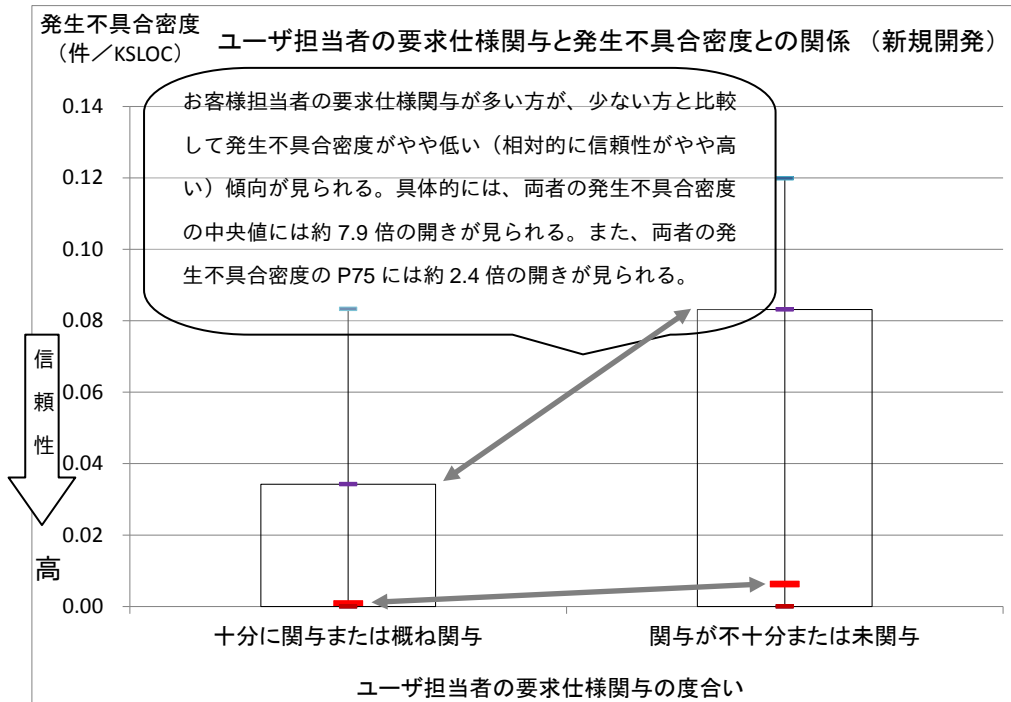 発生不具合密度
（件／KSLOC）
ユーザ担当者の要求仕様関与と発生不具合密度との関係 （新規開発）
お客様担当者の要求仕様関与が多い方が、少ない方と比較
して発生不具合密度がやや低い（相対的に信頼性がやや高
い）傾向が見られる。具体的には、両者の発生不具合密度
の中央値には約 7.9 倍の開きが見られる。また、両者の発
生不具合密度の P75 には約 2.4 倍の開きが見られる。
0.14
0.12
0.10
0.08
0.06
0.04
0.02
0.00
信
頼
性
高
十分に関与または概ね関与
関与が不十分または未関与
ユーザ担当者の要求仕様関与の度合い